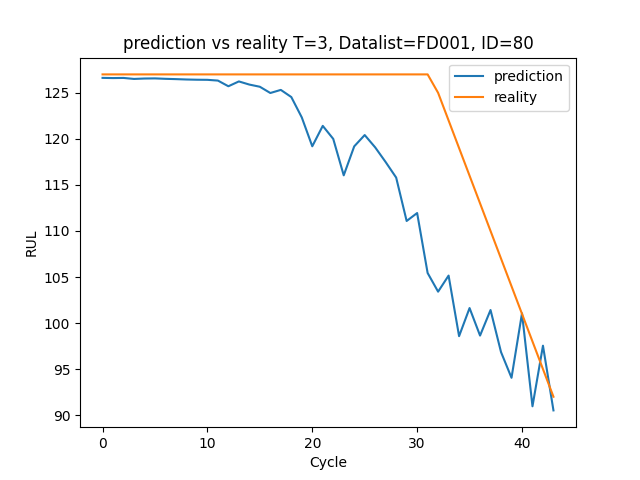 prediction vs reality T=3, Datalist=FD001, ID=80
prediction
reality
RUL
125
120
115
110
105
100
95
90
0 10 20 30 40
Cycle